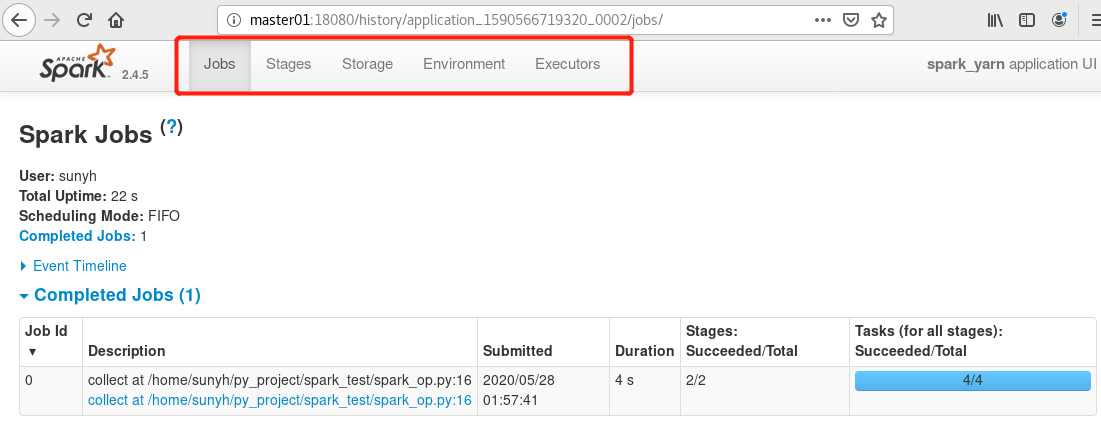 master01:18080/history/application_1590566719320_0002/jobs/
APACHE Spark 2.4.5 Jobs Stages Storage Environment Executors spark_yarn application UI
Spark Jobs (?)
User: sunyh
Total Uptime: 22 s
Scheduling Mode: FIFO
Completed Jobs: 1
Event Timeline
Completed Jobs (1)
Job Id ▾ Description Submitted Duration Stages: Succeeded/Total Tasks (for all stages): Succeeded/Total
0 collect at /home/sunyh/py_project/spark_test/spark_op.py:16 2020/05/28 4 s 2/2 4/4
collect at /home/sunyh/py_project/spark_test/spark_op.py:16 01:57:41